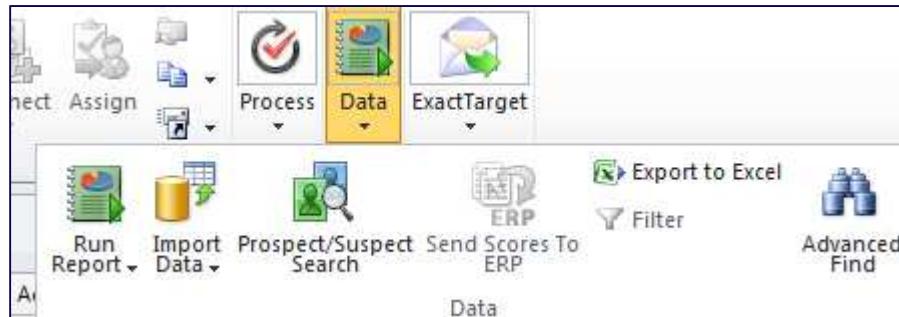 nect Assign Process Data ExactTarget
Run Report
Import Data
Prospect/Suspect Search
Send Scores To ERP
ERP
Export to Excel
Filter
Advanced Find
A
Data